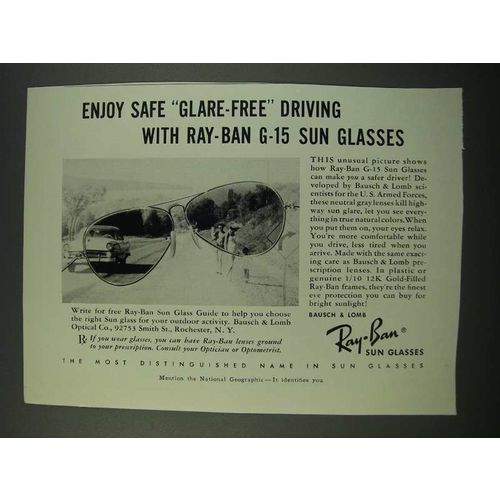 ENJOY SAFE "GLARE-FREE" DRIVING
WITH RAY-BAN G-15 SUN GLASSES
THIS unusual picture shows
how Ray-Ban G-15 Sun Glasses
can make you a safer driver! De-
veloped by Bausch & Lomb sci-
entists for the U. S. Armed Forces,
these neutral gray lenses kill high-
way sun glare, let you see every-
thing in true natural colors. When
you put them on, your eyes relax.
You're more comfortable while
you drive, less tired when you
arrive. Made with the same exact-
ing care as Bausch & Lomb pre-
scription lenses. In plastic or
genuine 1/10 12K Gold-Filled
Ray-Ban frames, they're the finest
eye protection you can buy for
bright sunlight!
Write for free Ray-Ban Sun Glass Guide to help you choose
the right Sun glass for your outdoor activity. Bausch & Lomb
Optical Co., 92753 Smith St., Rochester, N. Y.
℞ If you wear glasses, you can have Ray-Ban lenses ground
to your prescription. Consult your Optician or Optometrist.
BAUSCH & LOMB
Ray-Ban®
SUN GLASSES
THE MOST DISTINGUISHED NAME IN SUN GLASSES
Mention the National Geographic—It identifies you